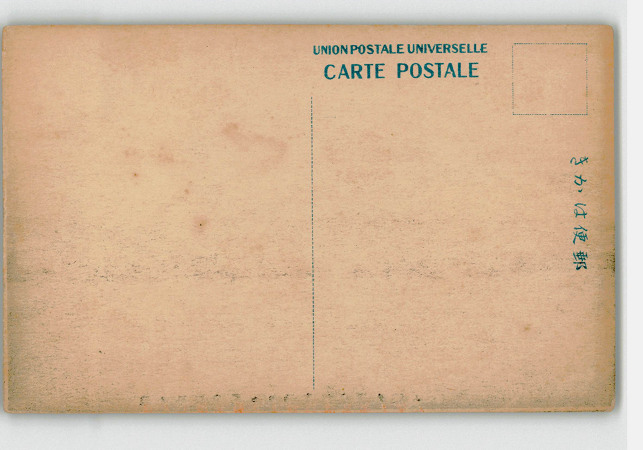 UNION POSTALE UNIVERSELLE
CARTE POSTALE
きかは便郵